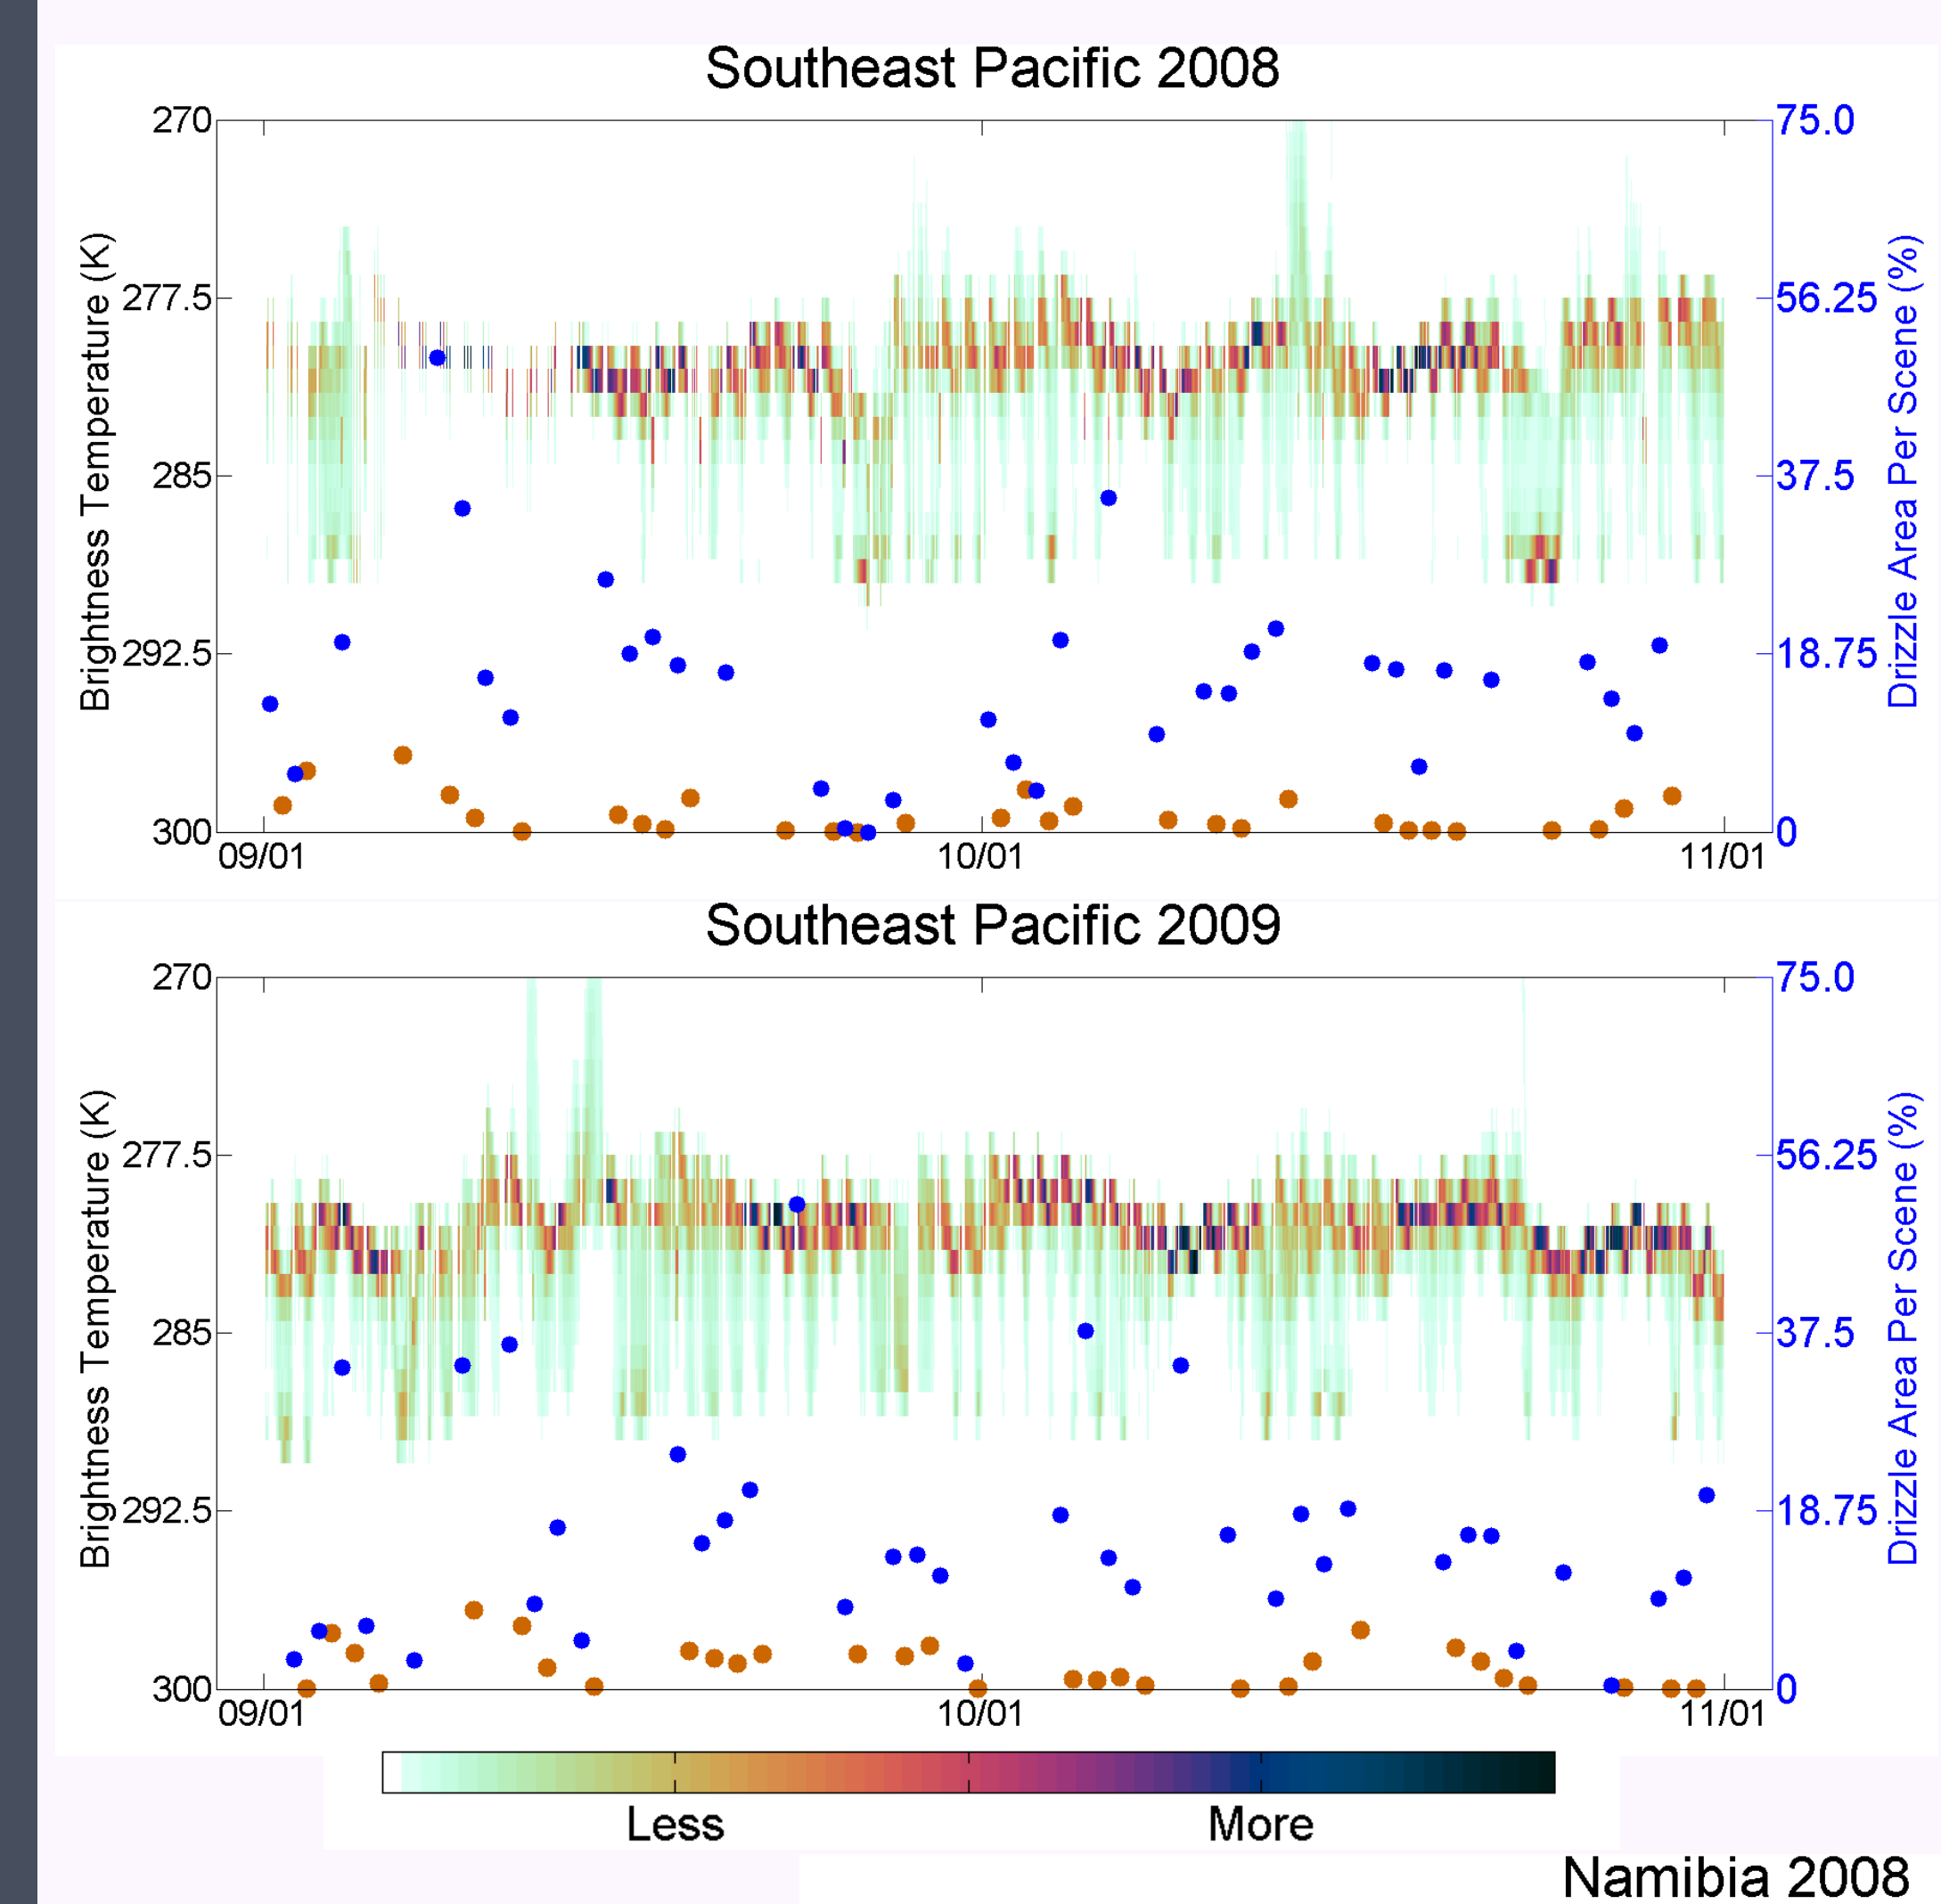 Southeast Pacific 2008
270
277.5
285
292.5
300
Brightness Temperature (K)
75.0
56.25
37.5
18.75
0
Drizzle Area Per Scene (%)
09/01
10/01
11/01
Southeast Pacific 2009
270
277.5
285
292.5
300
Brightness Temperature (K)
75.0
56.25
37.5
18.75
0
Drizzle Area Per Scene (%)
09/01
10/01
11/01
Less
More
Namibia 2008